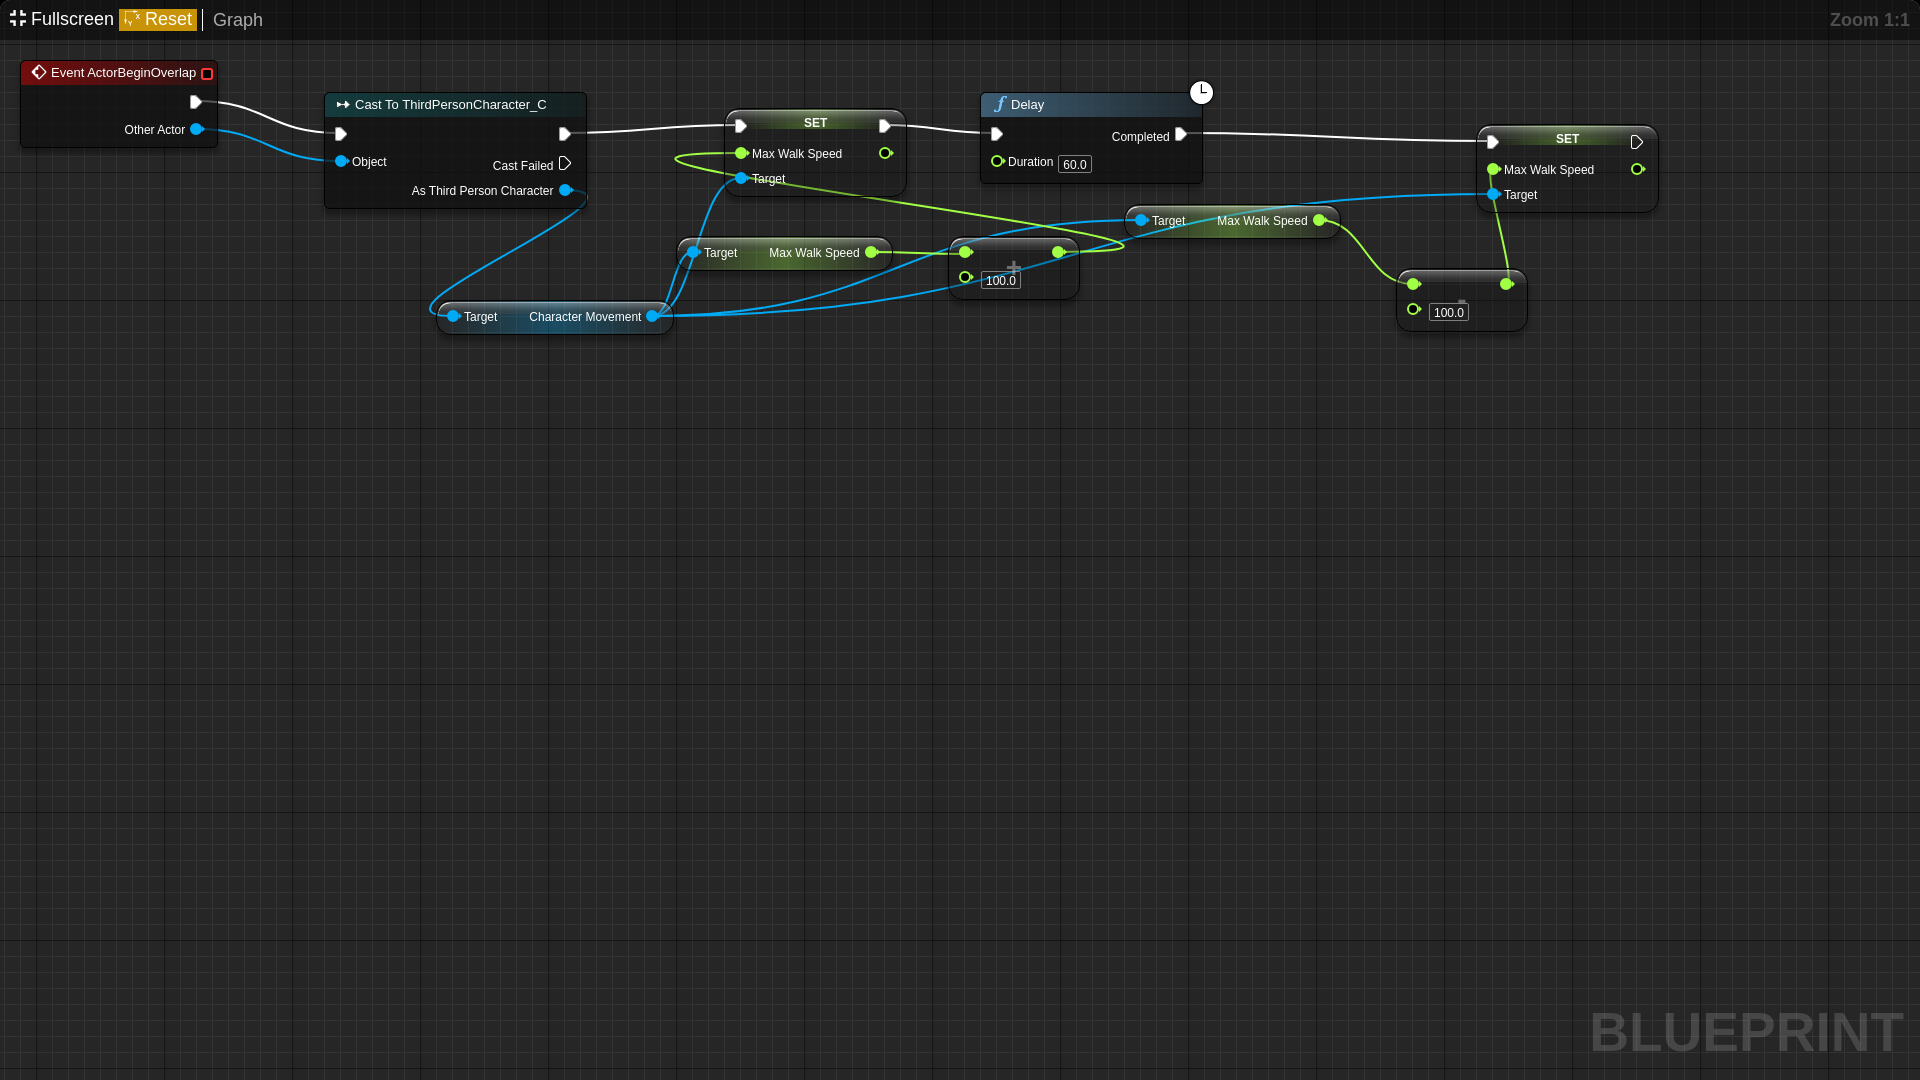 Fullscreen Reset Graph
Zoom 1:1
Event ActorBeginOverlap
Other Actor
Cast To ThirdPersonCharacter_C
Object
Cast Failed
As Third Person Character
SET
Max Walk Speed
Target
Delay
Completed
Duration 60.0
SET
Max Walk Speed
Target
Target Max Walk Speed
Target Max Walk Speed
+
100.0
-
100.0
Target Character Movement
BLUEPRINT